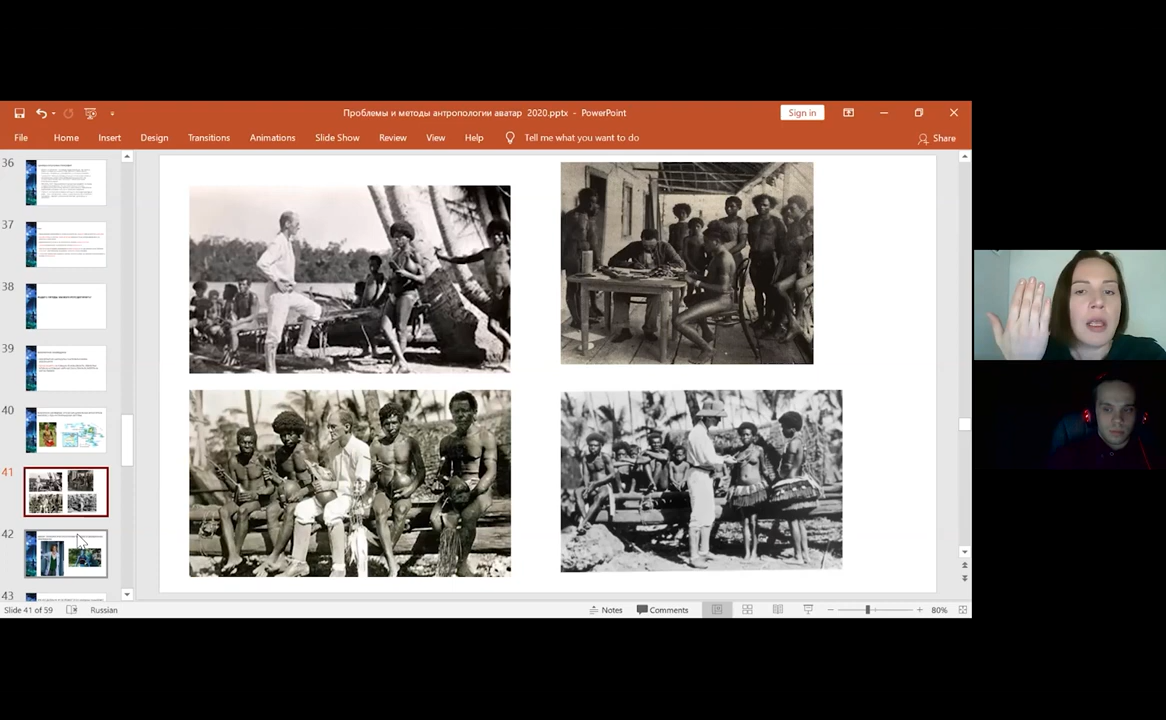 Проблемы и методы антропологии аватар 2020.pptx - PowerPoint
Sign in
File Home Insert Design Transitions Animations Slide Show Review View Help Tell me what you want to do Share
36
37
38
39
40
41
42
43
Slide 41 of 59 Russian Notes Comments 80%